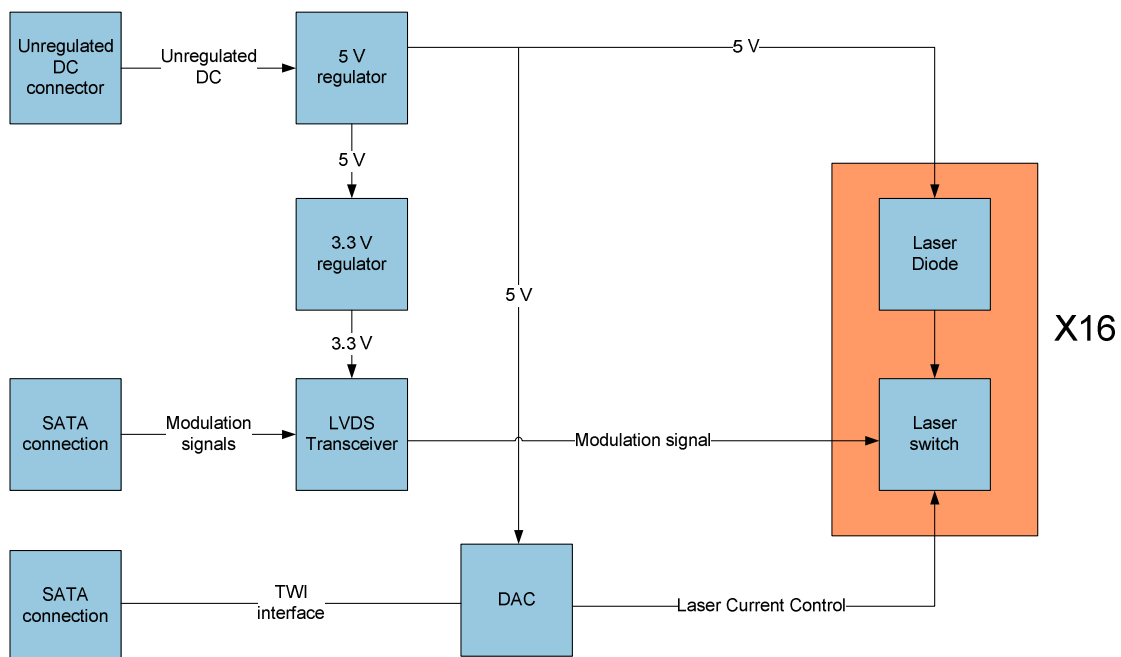 Unregulated
DC
connector
Unregulated
DC
5 V
regulator
5 V
5 V
3.3 V
regulator
5 V
3.3 V
Laser
Diode
X16
SATA
connection
Modulation
signals
LVDS
Transceiver
Modulation signal
Laser
switch
SATA
connection
TWI
interface
DAC
Laser Current Control